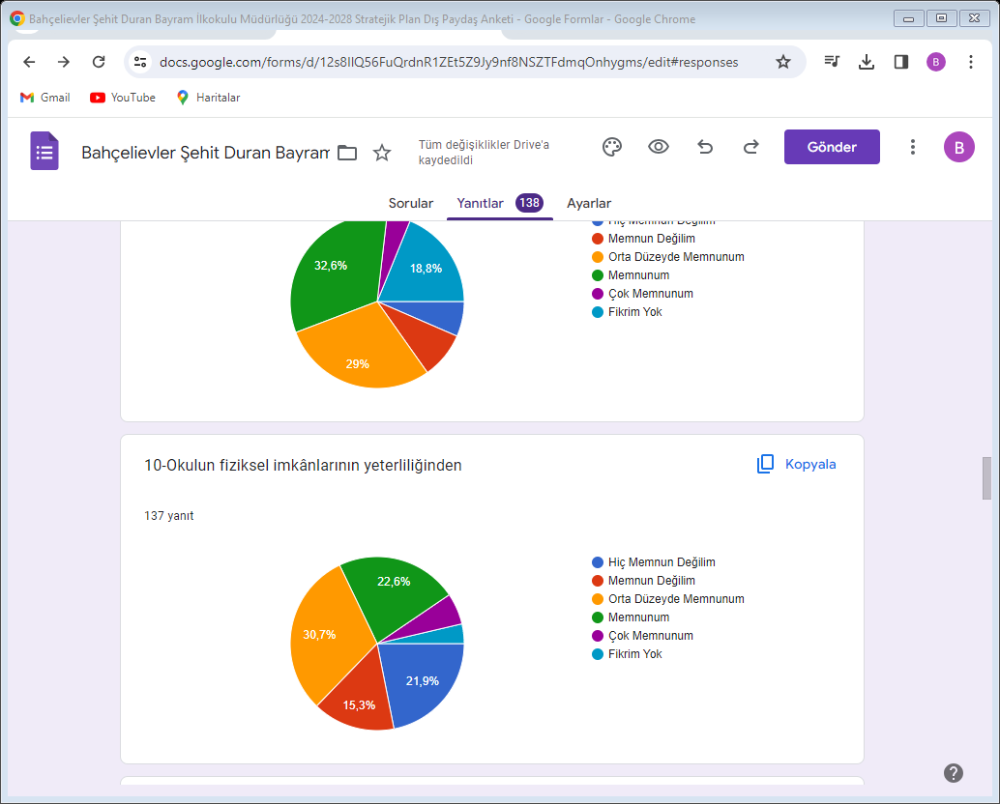 Bahçelievler Şehit Duran Bayram İlkokulu Müdürlüğü 2024-2028 Stratejik Plan Dış Paydaş Anketi - Google Formlar - Google Chrome
docs.google.com/forms/d/12s8IlQ56FuQrdnR1ZEt5Z9Jy9nf8NSZTFdmqOnhygms/edit#responses
B
Gmail
YouTube
Haritalar
Bahçelievler Şehit Duran Bayram
Tüm değişiklikler Drive'a
kaydedildi
Gönder
B
Sorular
Yanıtlar 138
Ayarlar
Hiç Memnun Değilim
Memnun Değilim
Orta Düzeyde Memnunum
Memnunum
Çok Memnunum
Fikrim Yok
32,6%
18,8%
29%
10-Okulun fiziksel imkânlarının yeterliliğinden
Kopyala
137 yanıt
Hiç Memnun Değilim
Memnun Değilim
Orta Düzeyde Memnunum
Memnunum
Çok Memnunum
Fikrim Yok
22,6%
30,7%
21,9%
15,3%